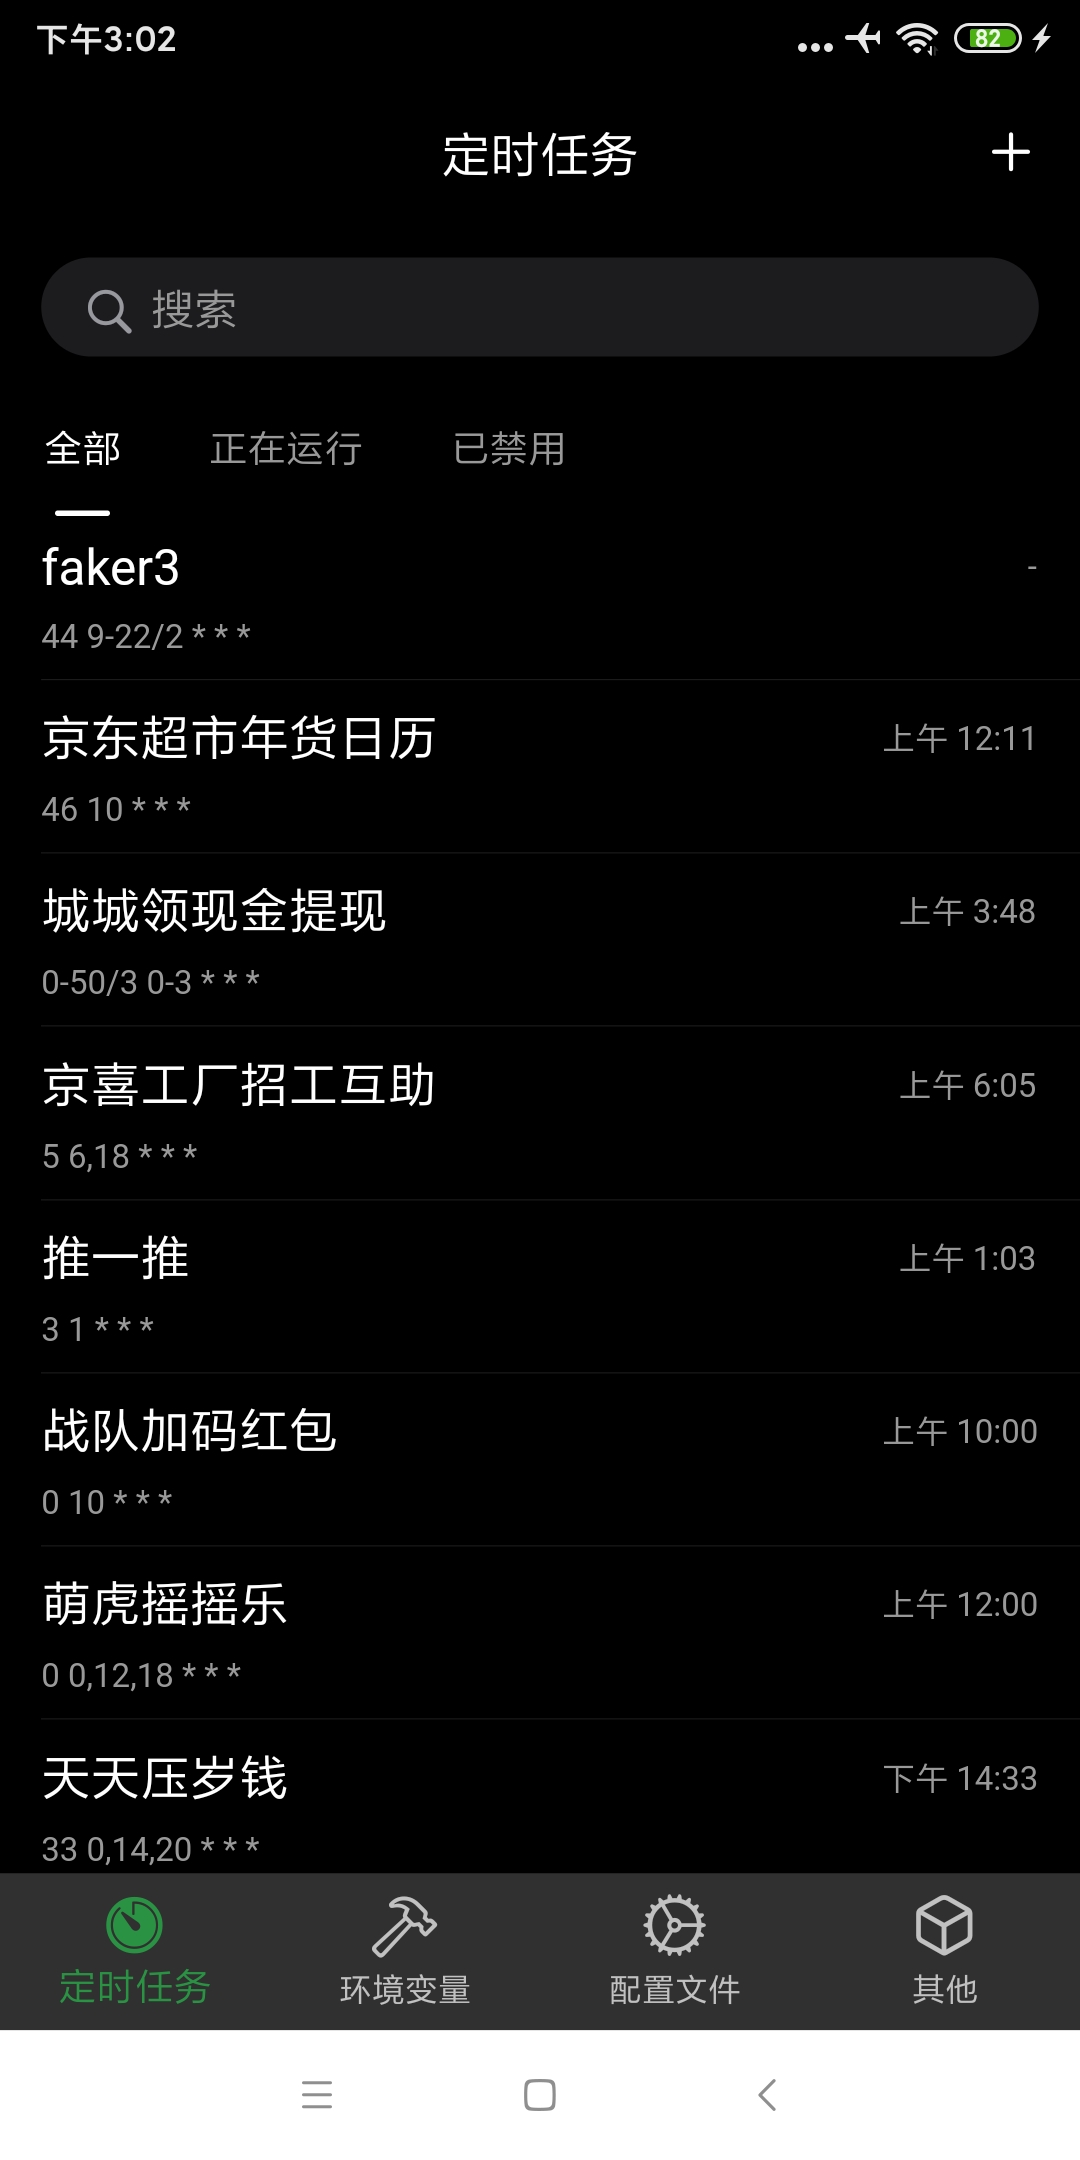 下午3:02
82
定时任务
搜索
全部 正在运行 已禁用
faker3 -
44 9-22/2 * * *
京东超市年货日历 上午 12:11
46 10 * * *
城城领现金提现 上午 3:48
0-50/3 0-3 * * *
京喜工厂招工互助 上午 6:05
5 6,18 * * *
推一推 上午 1:03
3 1 * * *
战队加码红包 上午 10:00
0 10 * * *
萌虎摇摇乐 上午 12:00
0 0,12,18 * * *
天天压岁钱 下午 14:33
33 0,14,20 * * *
定时任务 环境变量 配置文件 其他